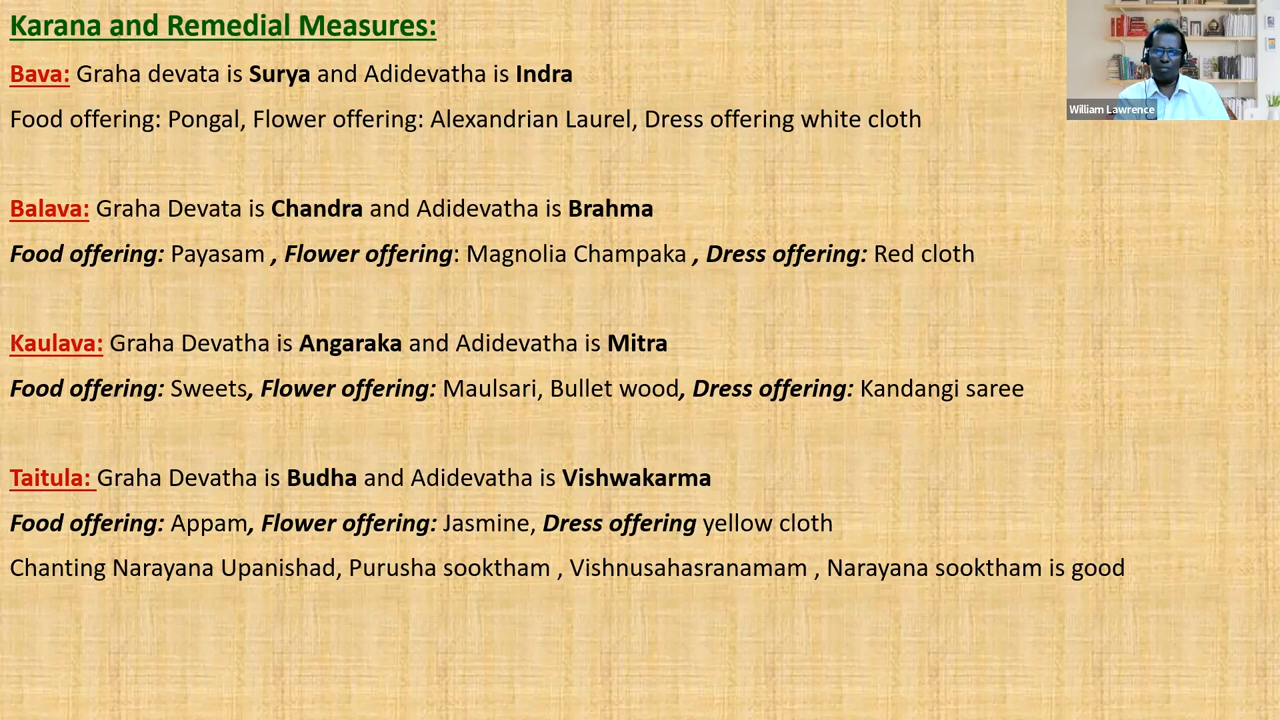 Karana and Remedial Measures:
Bava: Graha devata is Surya and Adidevatha is Indra
Food offering: Pongal, Flower offering: Alexandrian Laurel, Dress offering white cloth
Balava: Graha Devata is Chandra and Adidevatha is Brahma
Food offering: Payasam , Flower offering: Magnolia Champaka , Dress offering: Red cloth
Kaulava: Graha Devatha is Angaraka and Adidevatha is Mitra
Food offering: Sweets, Flower offering: Maulsari, Bullet wood, Dress offering: Kandangi saree
Taitula: Graha Devatha is Budha and Adidevatha is Vishwakarma
Food offering: Appam, Flower offering: Jasmine, Dress offering yellow cloth
Chanting Narayana Upanishad, Purusha sooktham , Vishnusahasranamam , Narayana sooktham is good
William Lawrence